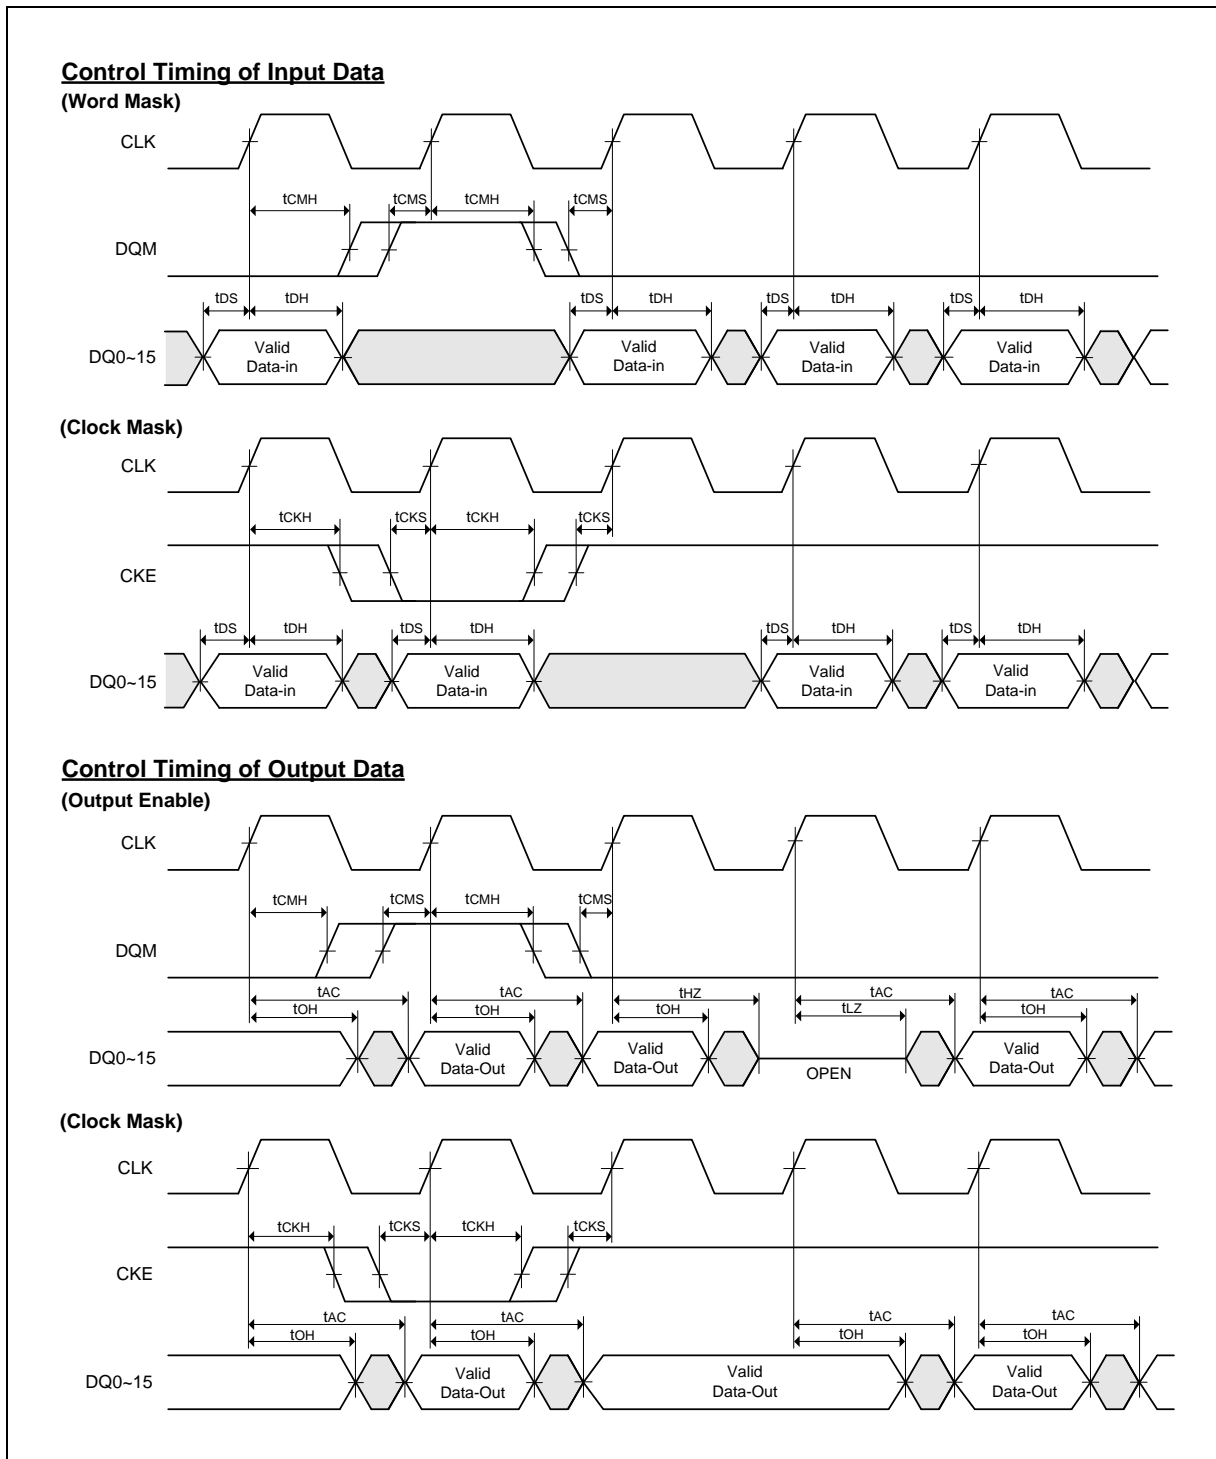 Control Timing of Input Data
(Word Mask)
CLK
tCMH tCMS tCMH tCMS
DQM
tDS tDH tDS tDH tDS tDH tDS tDH
DQ0~15
Valid Data-in
Valid Data-in
Valid Data-in
Valid Data-in
(Clock Mask)
CLK
tCKH tCKS tCKH tCKS
CKE
tDS tDH tDS tDH tDS tDH tDS tDH
DQ0~15
Valid Data-in
Valid Data-in
Valid Data-in
Valid Data-in
Control Timing of Output Data
(Output Enable)
CLK
tCMH tCMS tCMH tCMS
DQM
tAC tAC tHZ tAC tAC
tOH tOH tOH tLZ tOH
DQ0~15
Valid Data-Out
Valid Data-Out
OPEN
Valid Data-Out
(Clock Mask)
CLK
tCKH tCKS tCKH tCKS
CKE
tAC tAC tAC tAC
tOH tOH tOH tOH
DQ0~15
Valid Data-Out
Valid Data-Out
Valid Data-Out